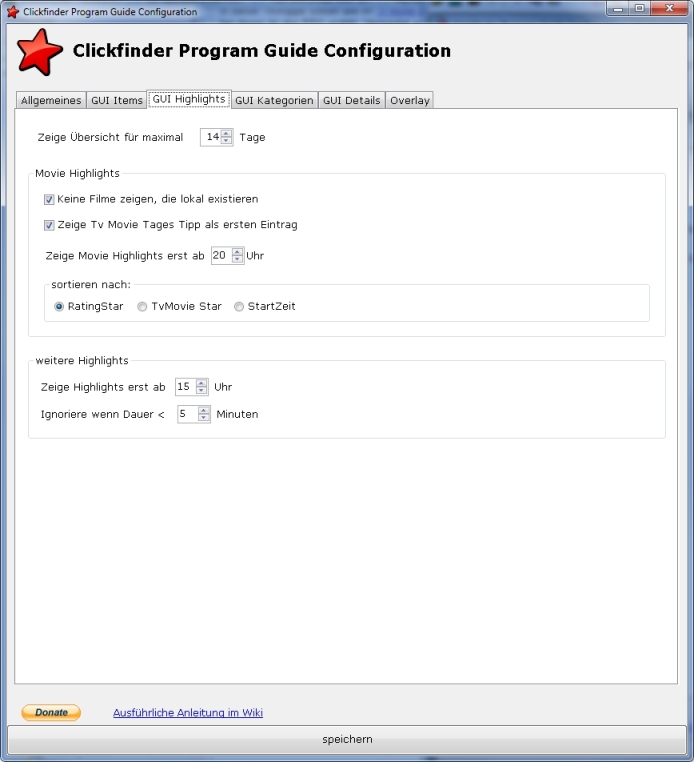 Clickfinder Program Guide Configuration
Clickfinder Program Guide Configuration
Allgemeines GUI Items GUI Highlights GUI Kategorien GUI Details Overlay
Zeige Übersicht für maximal 14 Tage
Movie Highlights
Keine Filme zeigen, die lokal existieren
Zeige Tv Movie Tages Tipp als ersten Eintrag
Zeige Movie Highlights erst ab 20 Uhr
sortieren nach:
RatingStar TvMovie Star StartZeit
weitere Highlights
Zeige Highlights erst ab 15 Uhr
Ignoriere wenn Dauer < 5 Minuten
Donate Ausführliche Anleitung im Wiki
speichern